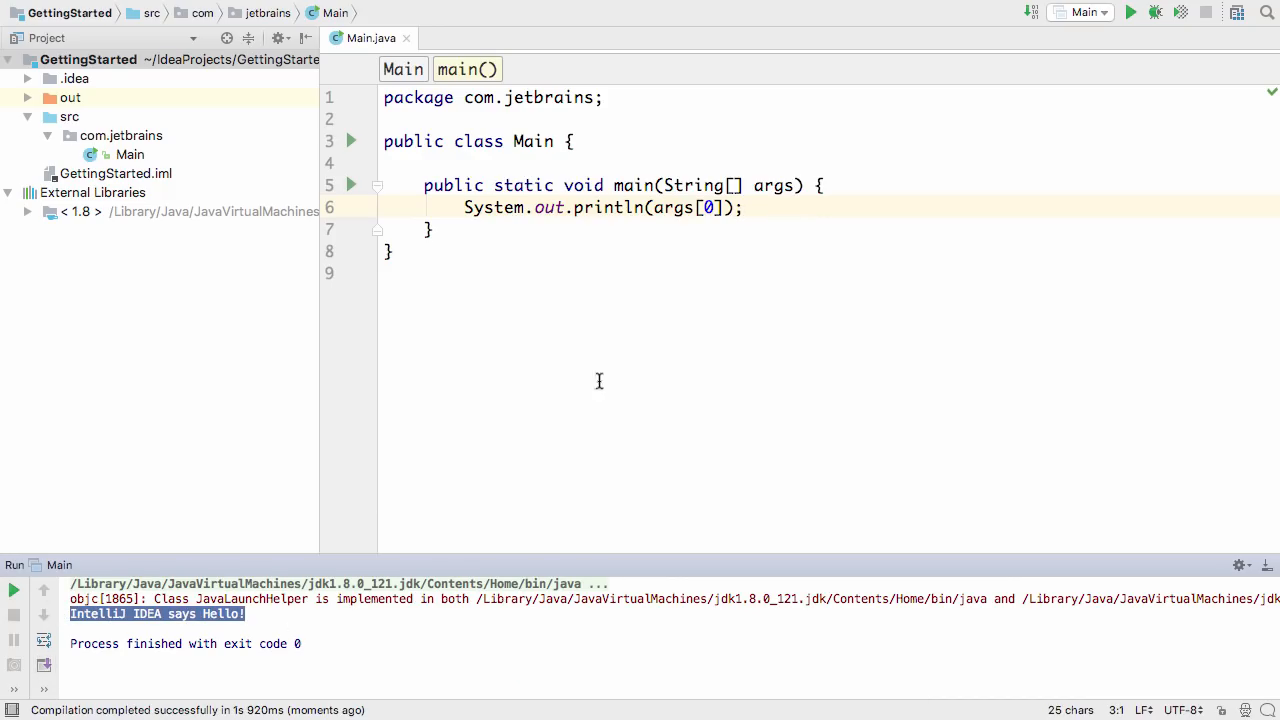 GettingStarted src com jetbrains Main
Main
Project
Main.java
GettingStarted ~/IdeaProjects/GettingStarte
.idea
out
src
com.jetbrains
Main
GettingStarted.iml
External Libraries
< 1.8 > /Library/Java/JavaVirtualMachines
Main main()
1 package com.jetbrains;
2
3 public class Main {
4
5 public static void main(String[] args) {
6 System.out.println(args[0]);
7 }
8 }
9
Run Main
/Library/Java/JavaVirtualMachines/jdk1.8.0_121.jdk/Contents/Home/bin/java ...
objc[1865]: Class JavaLaunchHelper is implemented in both /Library/Java/JavaVirtualMachines/jdk1.8.0_121.jdk/Contents/Home/bin/java and /Library/Java/JavaVirtualMachines/jdk
IntelliJ IDEA says Hello!
Process finished with exit code 0
Compilation completed successfully in 1s 920ms (moments ago)
25 chars 3:1 LF UTF-8